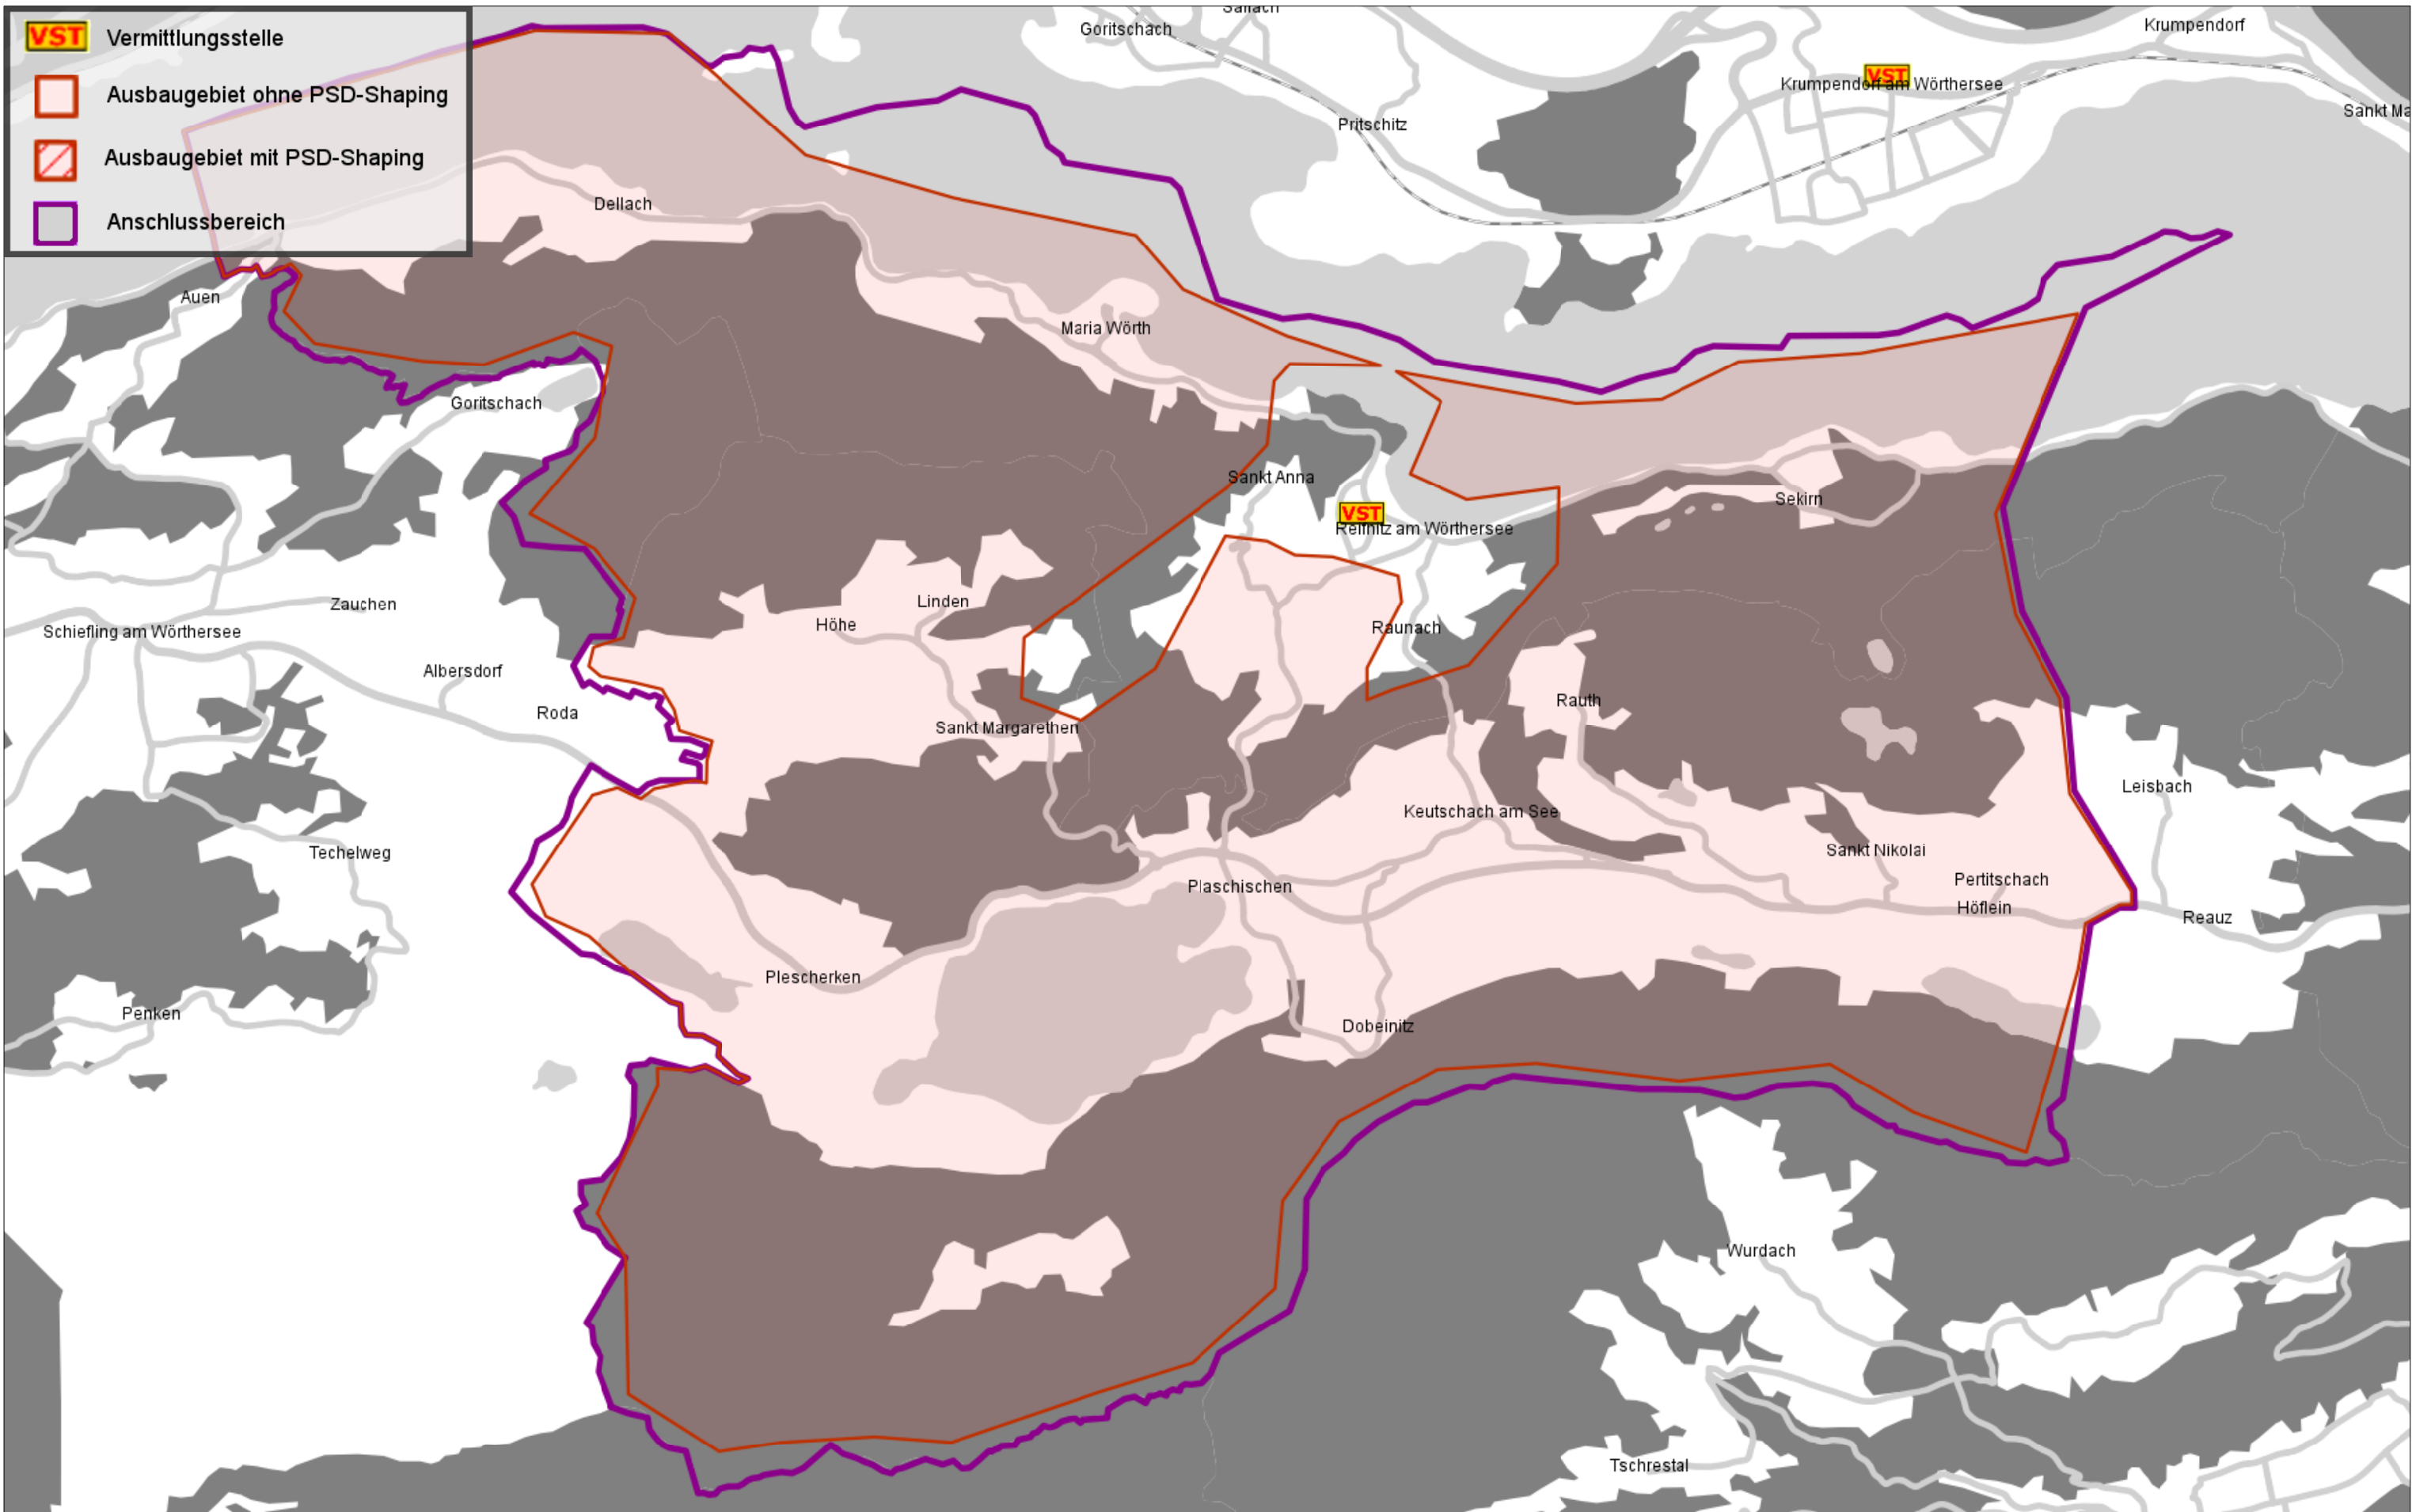 VST Vermittlungsstelle
Ausbaugebiet ohne PSD-Shaping
Ausbaugebiet mit PSD-Shaping
Anschlussbereich
Sallach
Goritschach
Krumpendorf
VST
Krumpendorf am Wörthersee
Sankt Ma
Pritschitz
Dellach
Auen
Maria Wörth
Goritschach
Sankt Anna
Sekirn
VST
Reifnitz am Wörthersee
Linden
Zauchen
Höhe
Raunach
Schiefling am Wörthersee
Albersdorf
Rauth
Roda
Sankt Margarethen
Leisbach
Keutschach am See
Techelweg
Sankt Nikolai
Pertitschach
Plaschischen
Höflein
Reauz
Plescherken
Penken
Dobeinitz
Wurdach
Tschrestal